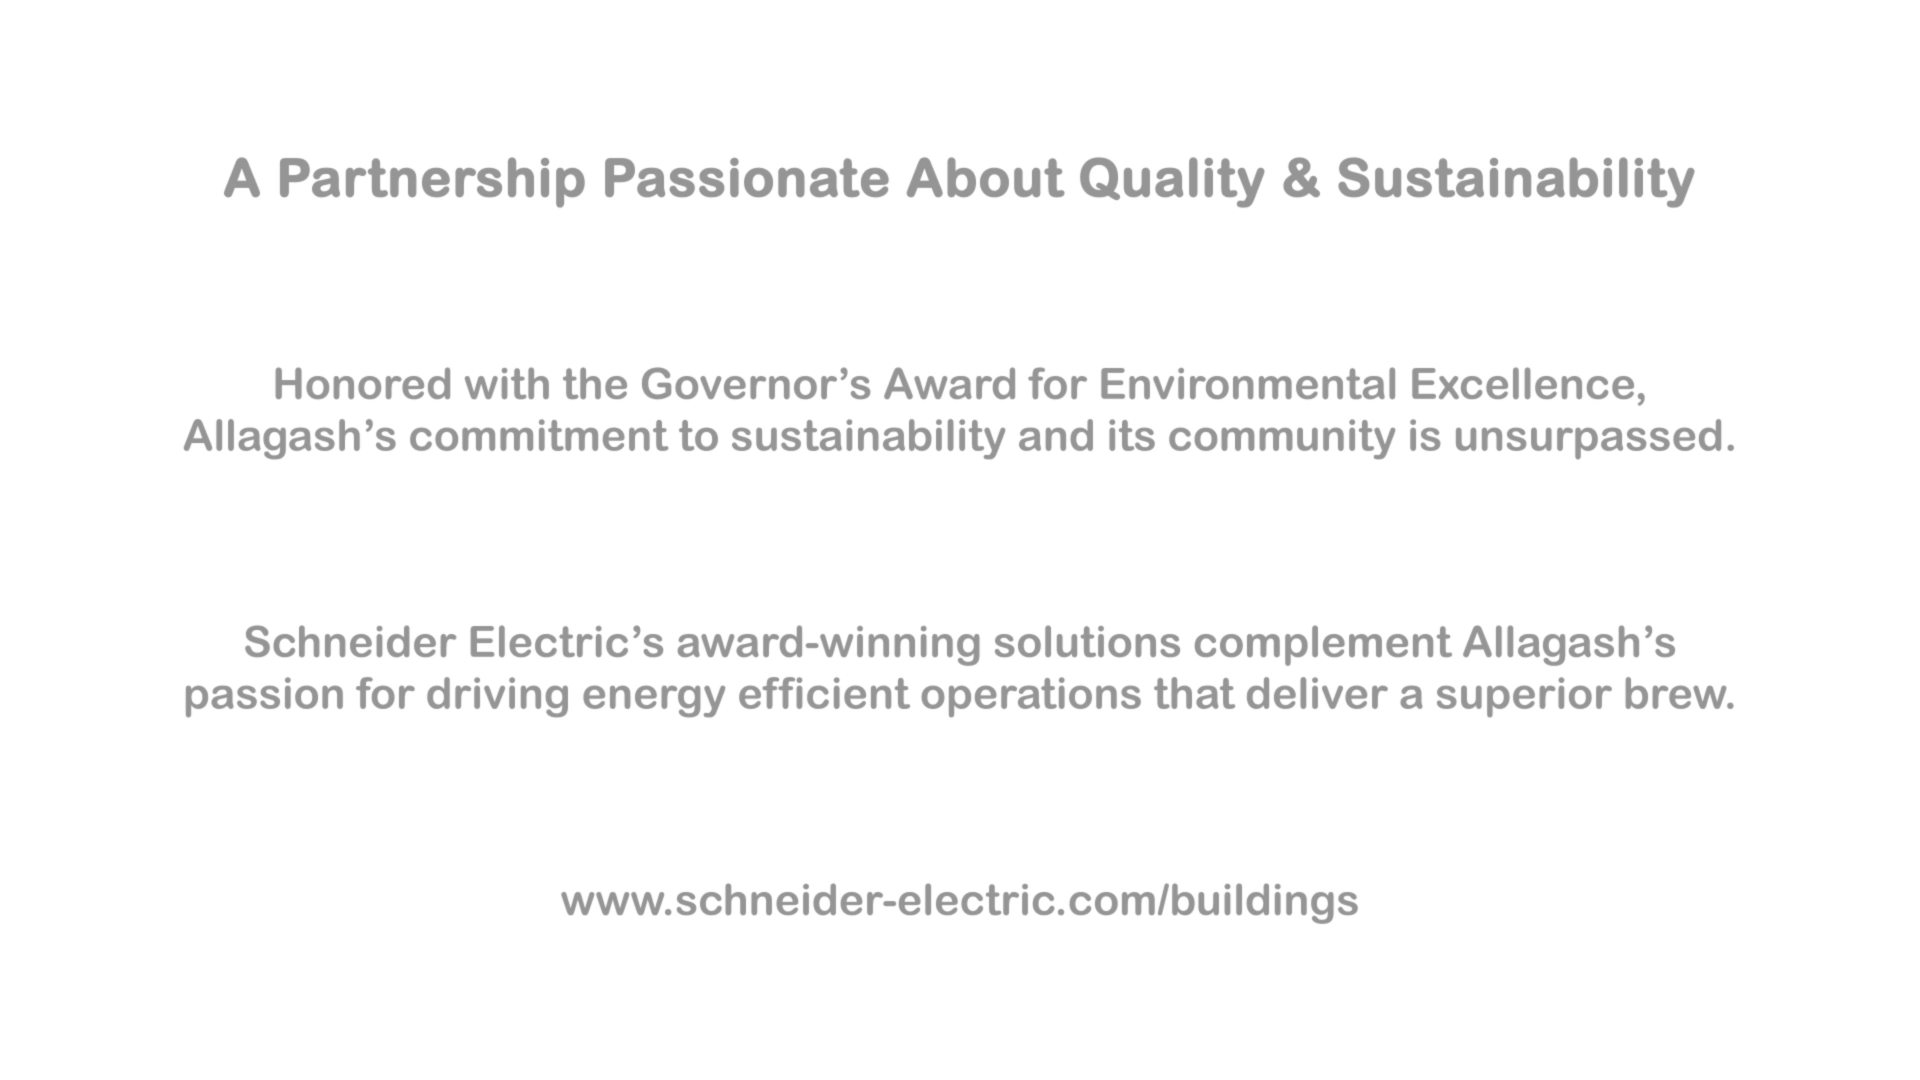 A Partnership Passionate About Quality & Sustainability
Honored with the Governor’s Award for Environmental Excellence,
Allagash’s commitment to sustainability and its community is unsurpassed.
Schneider Electric’s award-winning solutions complement Allagash’s
passion for driving energy efficient operations that deliver a superior brew.
www.schneider-electric.com/buildings